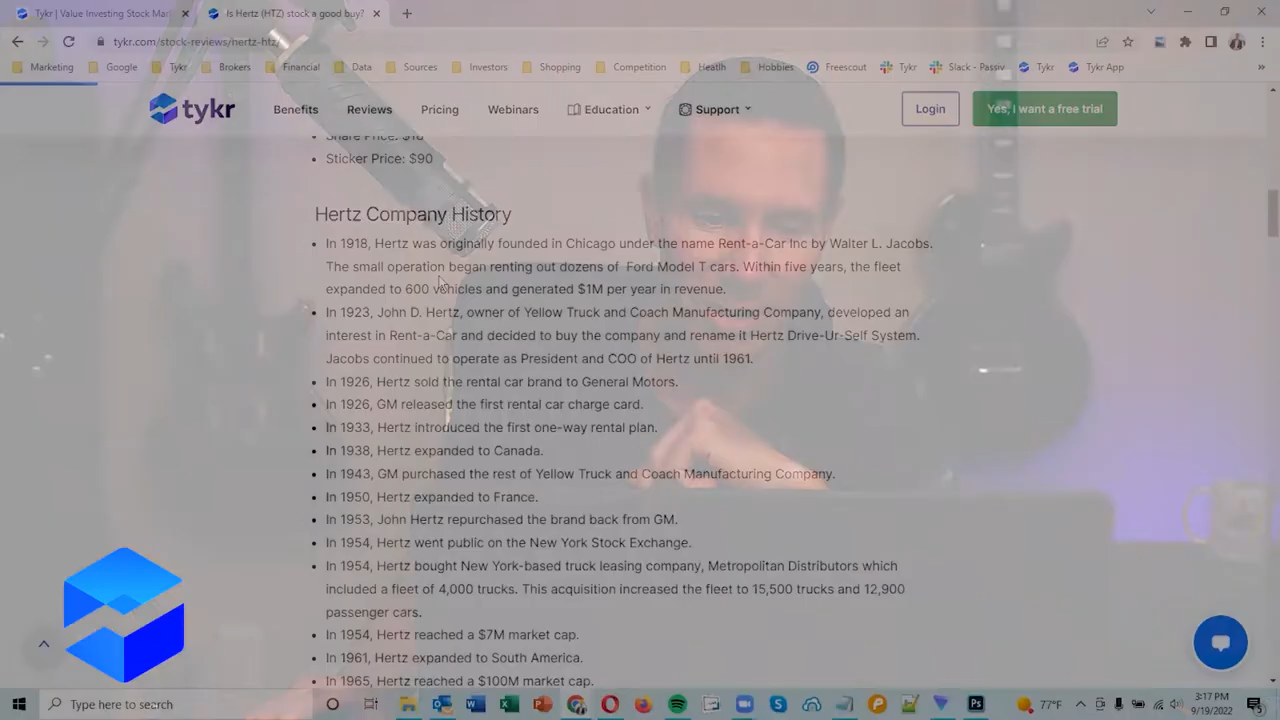 Tykr | Value Investing Stock Mar
Is Hertz (HTZ) stock a good buy?
tykr.com/stock-reviews/hertz-htz/
Marketing Google Tykr Brokers Financial Data Sources Investors Shopping Competition Health Hobbies Freescout Tykr Slack - Passiv Tykr Tykr App
tykr Benefits Reviews Pricing Webinars Education Support Login Yes, I want a free trial
Share Price: $18
Sticker Price: $90
Hertz Company History
In 1918, Hertz was originally founded in Chicago under the name Rent-a-Car Inc by Walter L. Jacobs.
The small operation began renting out dozens of Ford Model T cars. Within five years, the fleet
expanded to 600 vehicles and generated $1M per year in revenue.
In 1923, John D. Hertz, owner of Yellow Truck and Coach Manufacturing Company, developed an
interest in Rent-a-Car and decided to buy the company and rename it Hertz Drive-Ur-Self System.
Jacobs continued to operate as President and COO of Hertz until 1961.
In 1926, Hertz sold the rental car brand to General Motors.
In 1926, GM released the first rental car charge card.
In 1933, Hertz introduced the first one-way rental plan.
In 1938, Hertz expanded to Canada.
In 1943, GM purchased the rest of Yellow Truck and Coach Manufacturing Company.
In 1950, Hertz expanded to France.
In 1953, John Hertz repurchased the brand back from GM.
In 1954, Hertz went public on the New York Stock Exchange.
In 1954, Hertz bought New York-based truck leasing company, Metropolitan Distributors which
included a fleet of 4,000 trucks. This acquisition increased the fleet to 15,500 trucks and 12,900
passenger cars.
In 1954, Hertz reached a $7M market cap.
In 1961, Hertz expanded to South America.
In 1965, Hertz reached a $100M market cap.
Type here to search
77°F
3:17 PM
9/19/2022